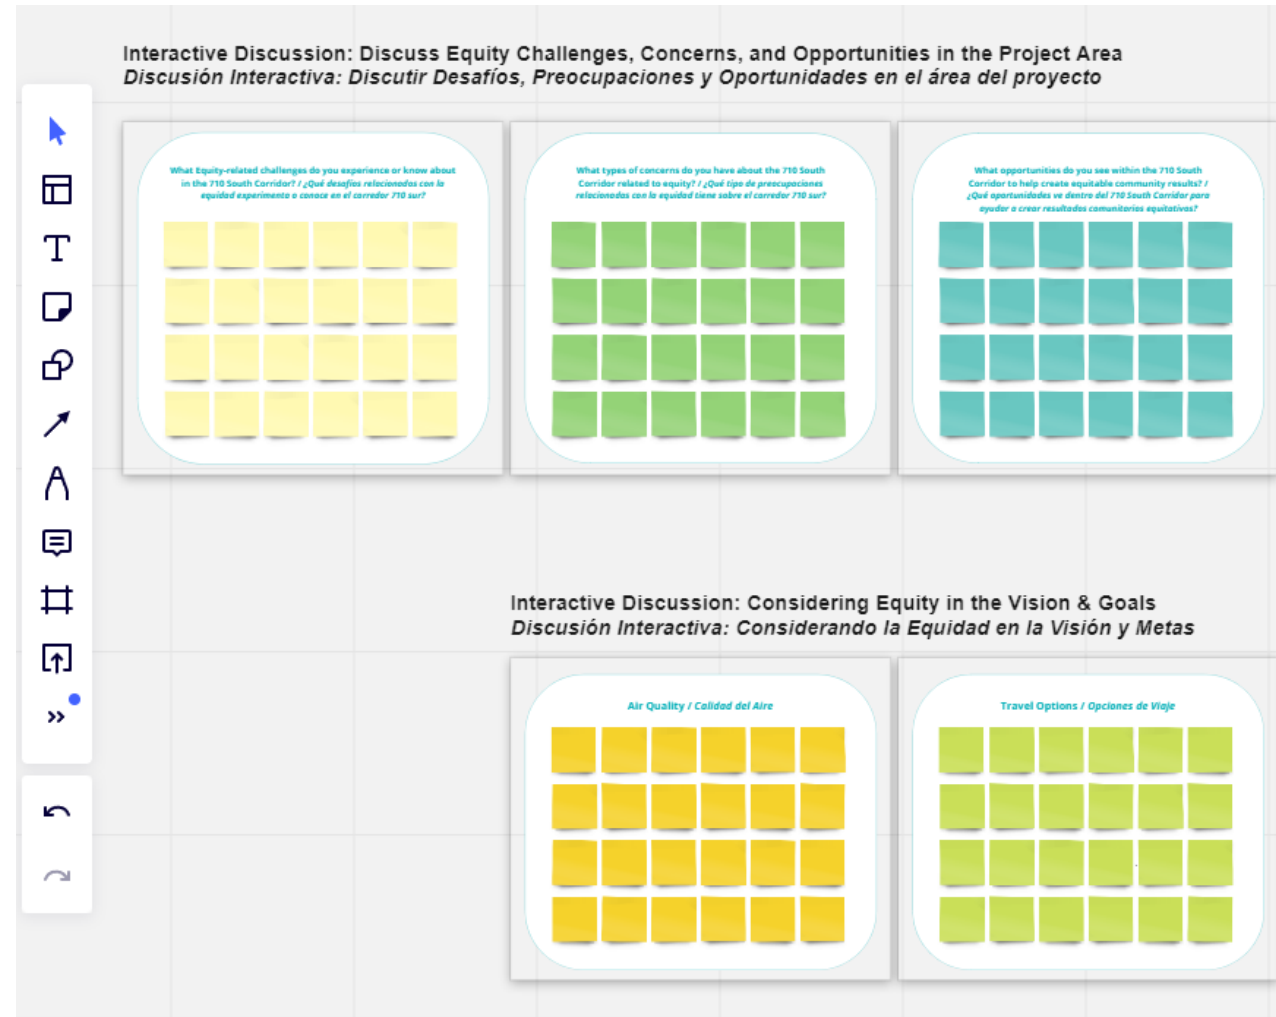 Interactive Discussion: Discuss Equity Challenges, Concerns, and Opportunities in the Project Area
Discusión Interactiva: Discutir Desafíos, Preocupaciones y Oportunidades en el área del proyecto
What Equity-related challenges do you experience or know about
in the 710 South Corridor? / ¿Qué desafíos relacionados con la
equidad experimenta o conoce en el corredor 710 sur?
What types of concerns do you have about the 710 South
Corridor related to equity? / ¿Qué tipo de preocupaciones
relacionadas con la equidad tiene sobre el corredor 710 sur?
What opportunities do you see within the 710 South
Corridor to help create equitable community results? /
¿Qué oportunidades ve dentro del 710 South Corridor para
ayudar a crear resultados comunitarios equitativos?
Interactive Discussion: Considering Equity in the Vision & Goals
Discusión Interactiva: Considerando la Equidad en la Visión y Metas
Air Quality / Calidad del Aire
Travel Options / Opciones de Viaje